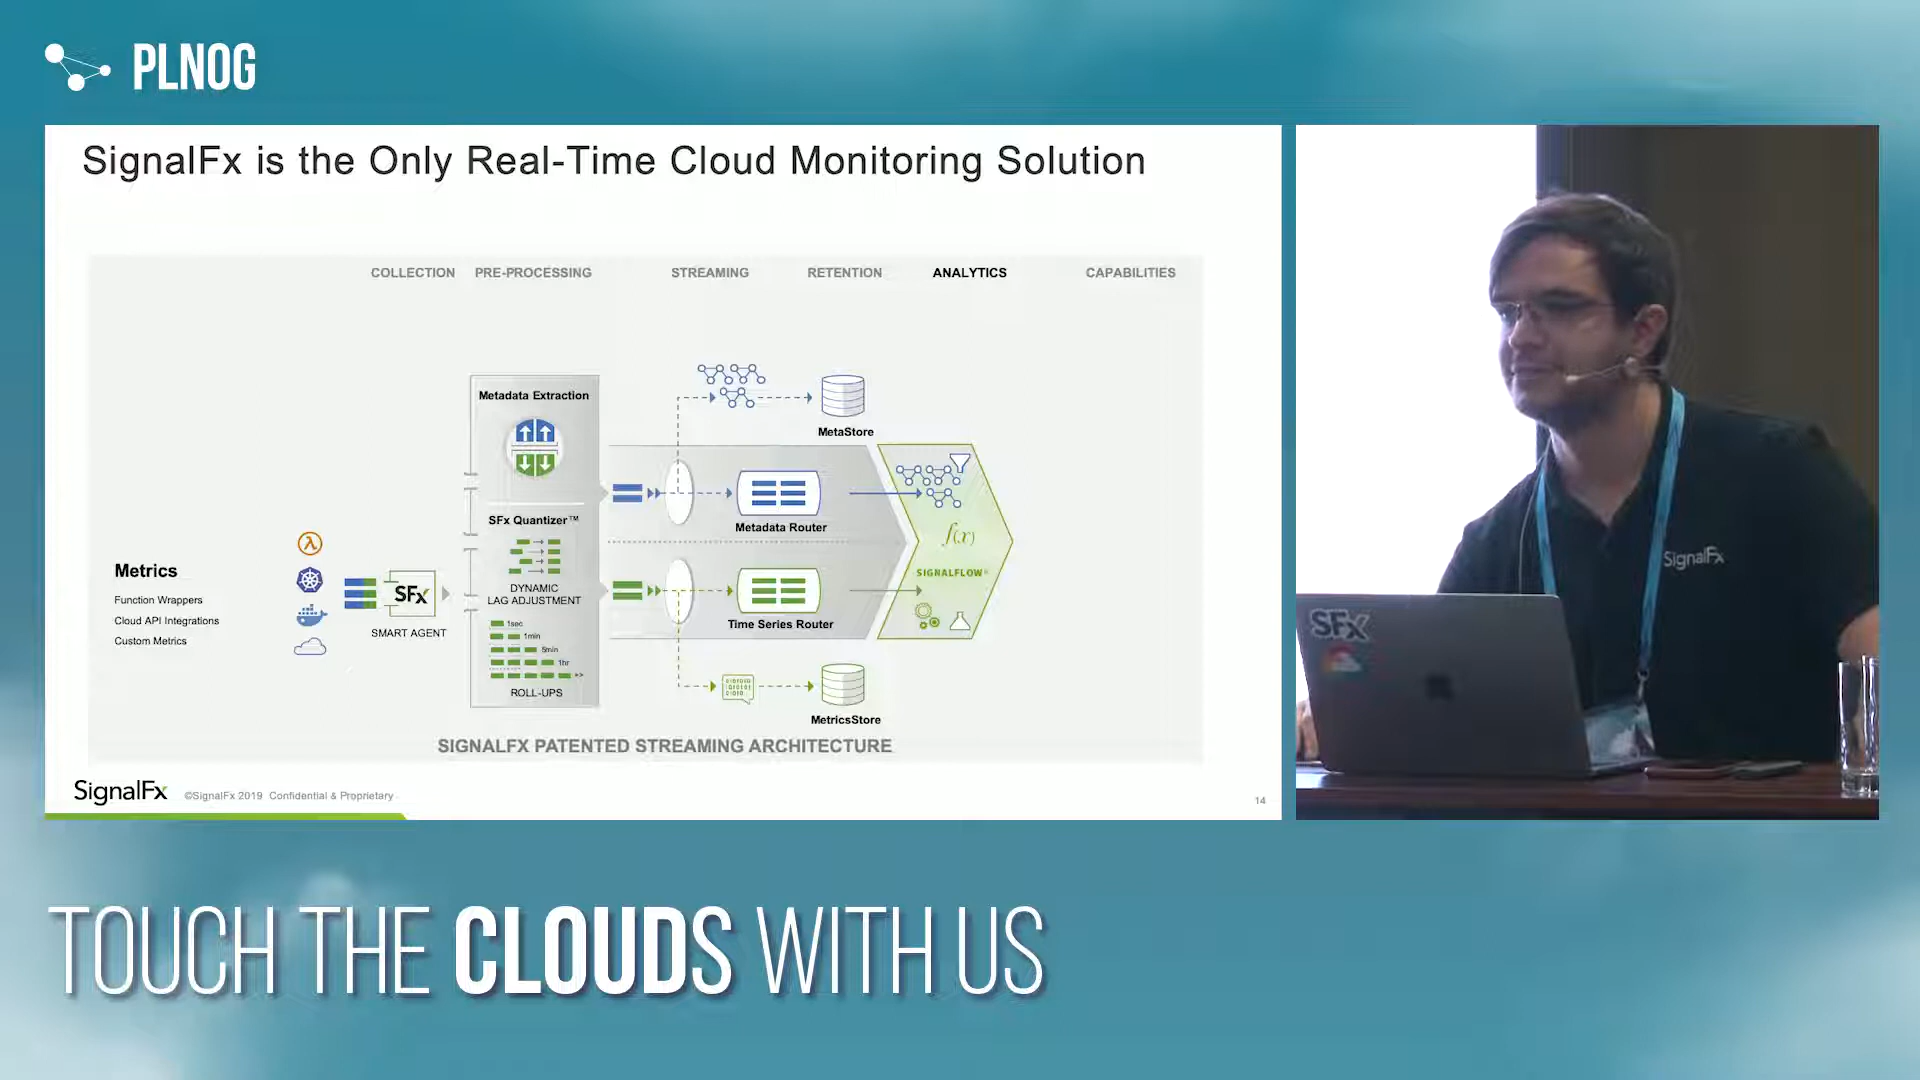 PLNOG
SignalFx is the Only Real-Time Cloud Monitoring Solution
COLLECTION PRE-PROCESSING STREAMING RETENTION ANALYTICS CAPABILITIES
Metadata Extraction
MetaStore
SFx Quantizer™
Metadata Router
f(x)
SIGNALFLOW®
Metrics
Function Wrappers
Cloud API Integrations
Custom Metrics
SFx
SMART AGENT
DYNAMIC
LAG ADJUSTMENT
1sec
1min
5min
1hr
>>
ROLL-UPS
Time Series Router
MetricsStore
SIGNALFX PATENTED STREAMING ARCHITECTURE
SignalFx
©SignalFx 2019 Confidential & Proprietary
14
SignalFx
SFx
TOUCH THE CLOUDS WITH US